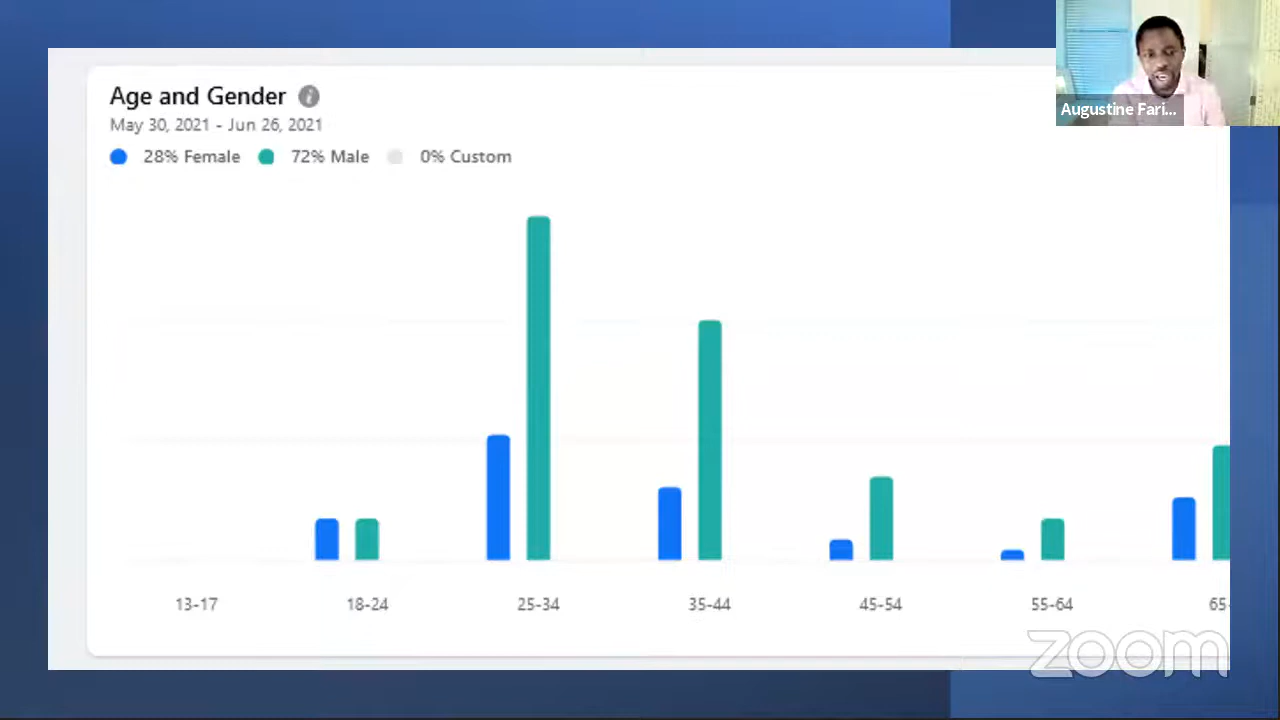 Age and Gender
May 30, 2021 - Jun 26, 2021
28% Female 72% Male 0% Custom
13-17 18-24 25-34 35-44 45-54 55-64 65-
Augustine Fari...
zoom